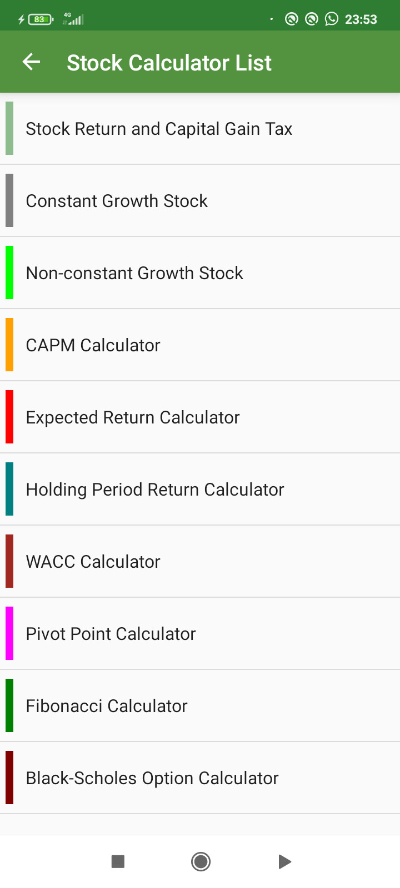 83 4G 23:53
Stock Calculator List
Stock Return and Capital Gain Tax
Constant Growth Stock
Non-constant Growth Stock
CAPM Calculator
Expected Return Calculator
Holding Period Return Calculator
WACC Calculator
Pivot Point Calculator
Fibonacci Calculator
Black-Scholes Option Calculator